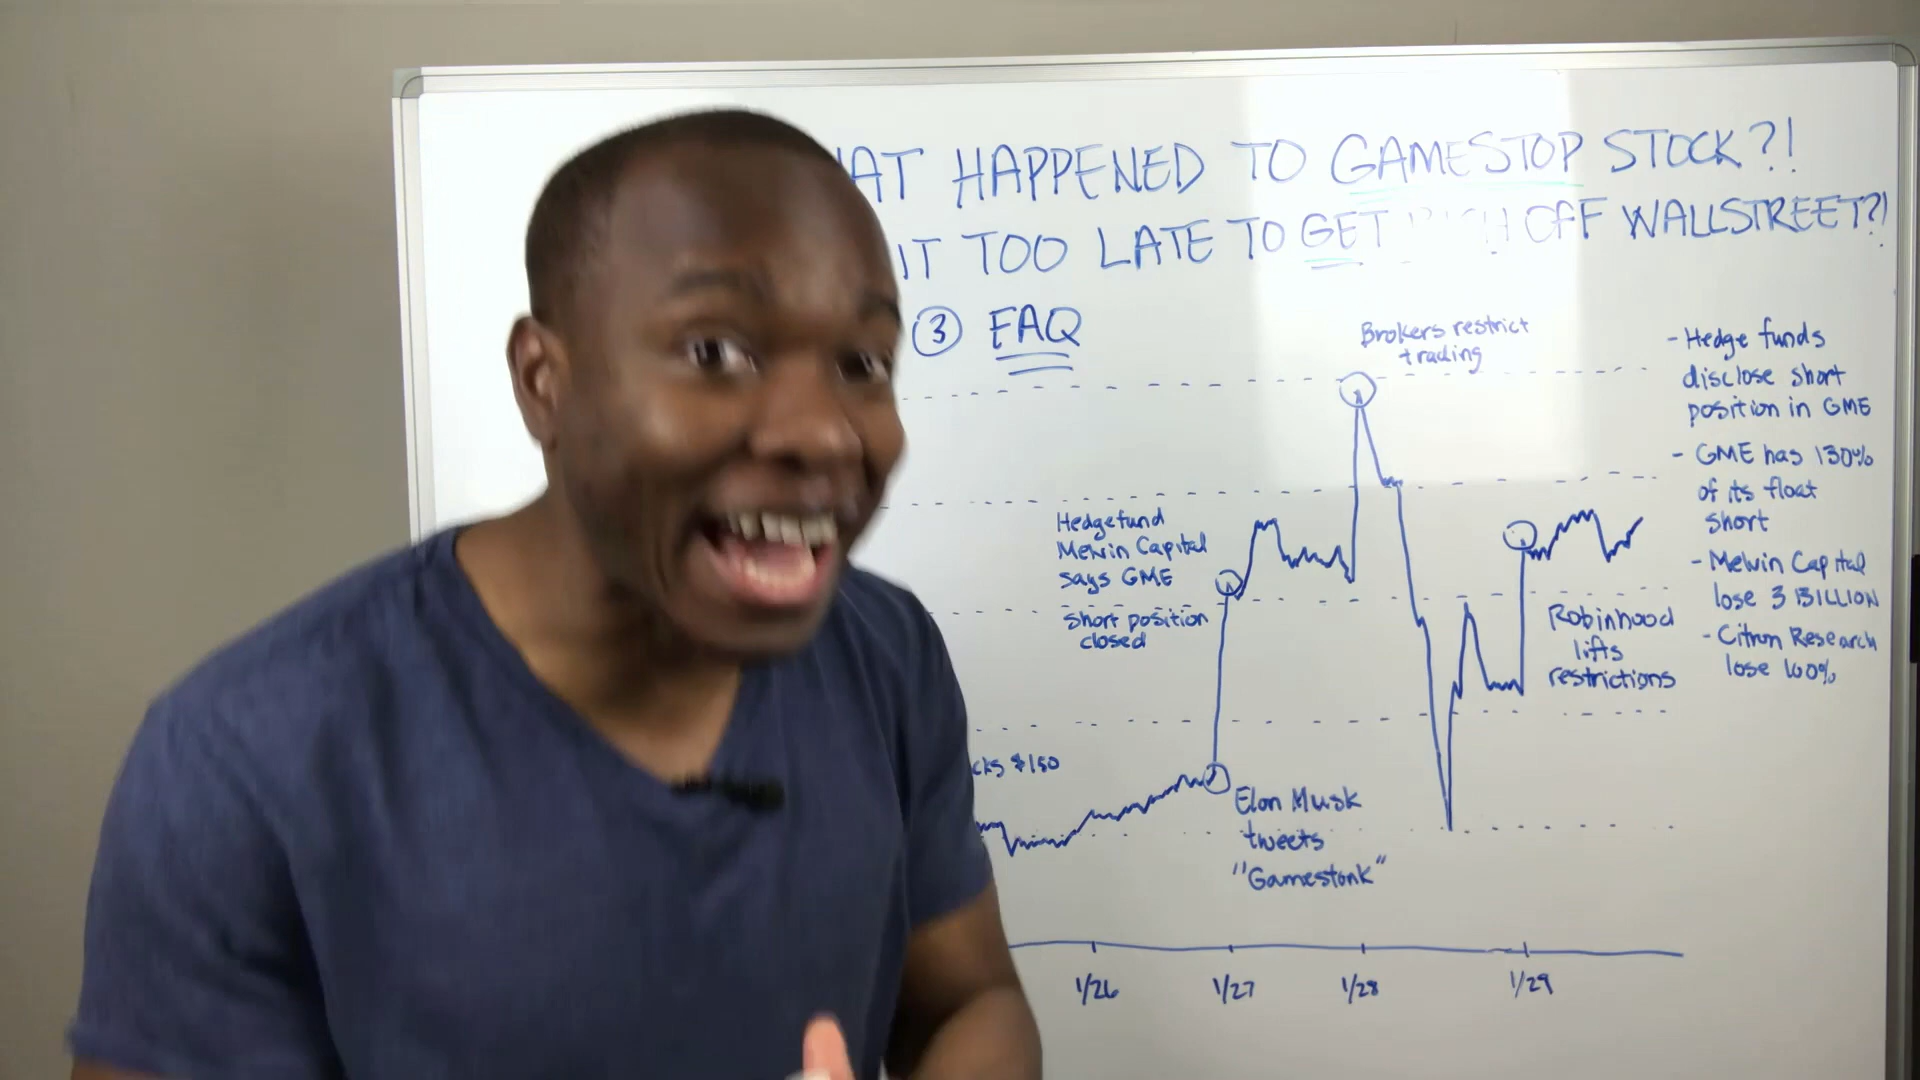 AT HAPPENED TO GAMESTOP STOCK?!
IT TOO LATE TO GET OFF WALLSTREET?!
③ FAQ
Brokers restrict
trading
- Hedge funds
disclose short
position in GME
- GME has 130%
of its float
short
- Melvin Capital
lose 3 BILLION
- Citron Research
lose 100%
Hedgefund
Melvin Capital
says GME
short position
closed
Robinhood
lifts
restrictions
cks $150
Elon Musk
tweets
"Gamestonk"
1/26 1/27 1/28 1/29